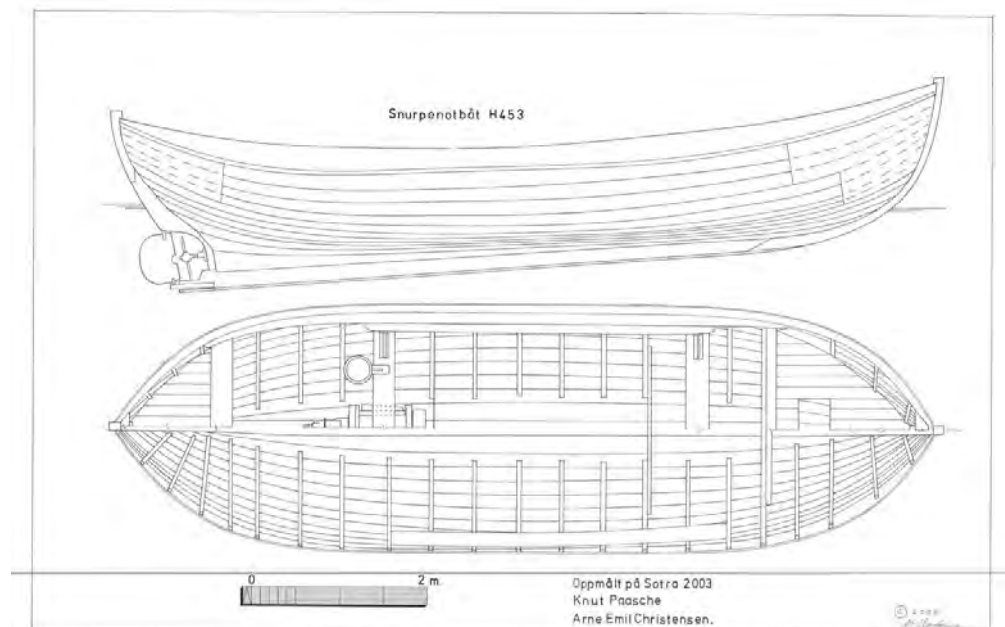 Snurpenotbåt H453
0 2 m.
Oppmålt på Sotra 2003
Knut Paasche
Arne Emil Christensen.
©